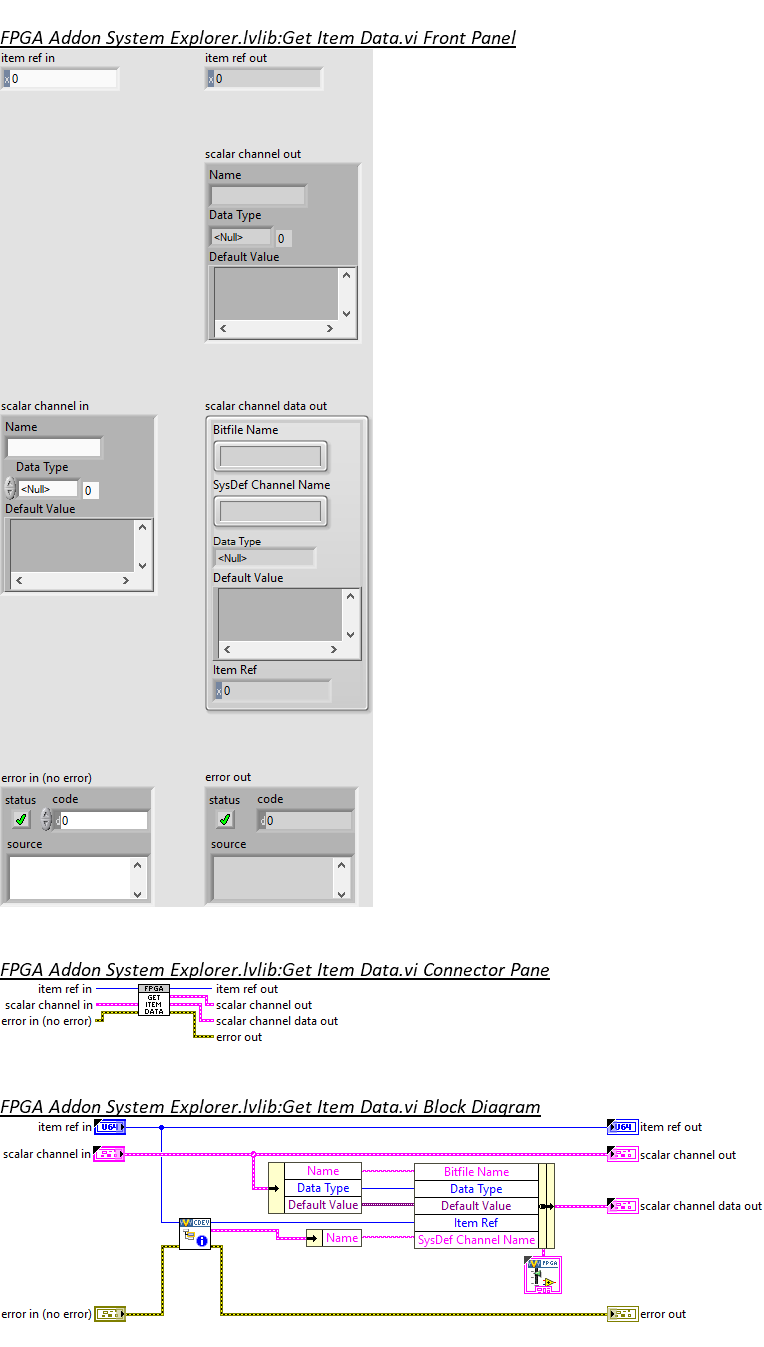 FPGA Addon System Explorer.lvlib:Get Item Data.vi Front Panel
item ref in
item ref out
x 0
x 0
scalar channel out
Name
Data Type
<Null> 0
Default Value
scalar channel in
scalar channel data out
Name
Bitfile Name
Data Type
SysDef Channel Name
<Null> 0
Default Value
Data Type
<Null>
Default Value
Item Ref
x 0
error in (no error)
error out
status code
status code
d 0
d 0
source
source
FPGA Addon System Explorer.lvlib:Get Item Data.vi Connector Pane
item ref in
FPGA
GET
ITEM
DATA
item ref out
scalar channel in
scalar channel out
error in (no error)
scalar channel data out
error out
FPGA Addon System Explorer.lvlib:Get Item Data.vi Block Diagram
item ref in
U64
U64
item ref out
scalar channel in
scalar channel out
Name
Bitfile Name
Data Type
Data Type
Default Value
Default Value
scalar channel data out
CDEV
Item Ref
Name
SysDef Channel Name
FPGA
error in (no error)
error out